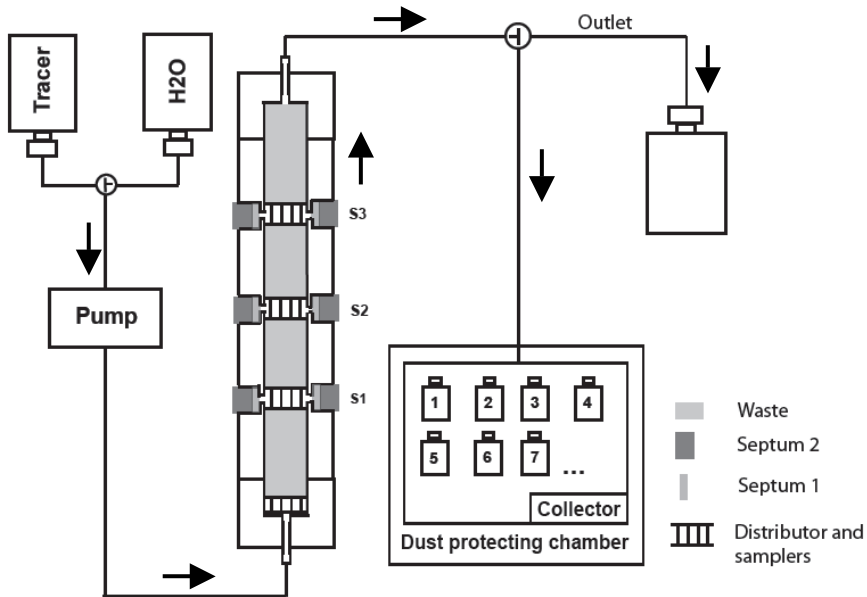 Outlet
Tracer
H2O
S3
Pump
S2
S1
1 2 3 4
5 6 7 ...
Collector
Dust protecting chamber
Waste
Septum 2
Septum 1
Distributor and
samplers